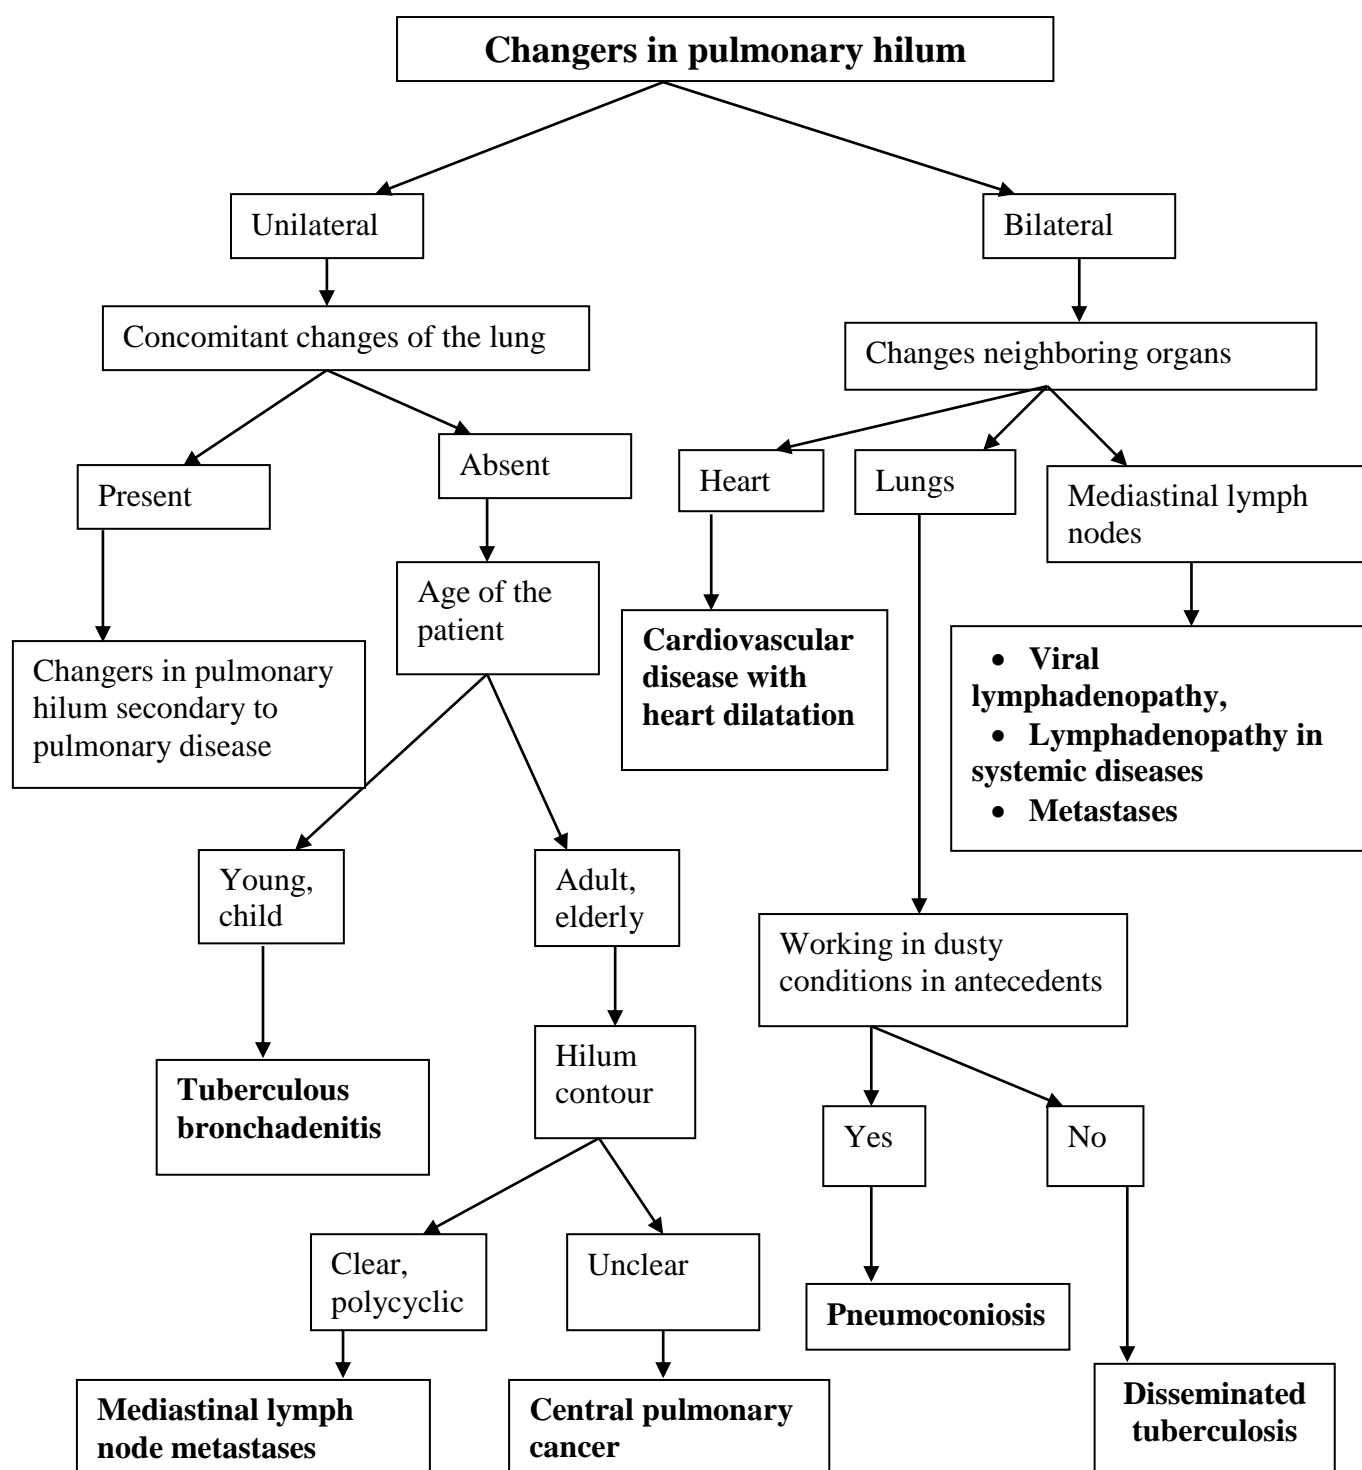 Changers in pulmonary hilum
Unilateral
Bilateral
Concomitant changes of the lung
Changes neighboring organs
Present
Absent
Heart
Lungs
Mediastinal lymph
nodes
Age of the
patient
Changers in pulmonary
hilum secondary to
pulmonary disease
Cardiovascular
disease with
heart dilatation
• Viral
lymphadenopathy,
• Lymphadenopathy in
systemic diseases
• Metastases
Young,
child
Adult,
elderly
Working in dusty
conditions in antecedents
Tuberculous
bronchadenitis
Hilum
contour
Yes
No
Clear,
polycyclic
Unclear
Pneumoconiosis
Mediastinal lymph
node metastases
Central pulmonary
cancer
Disseminated
tuberculosis